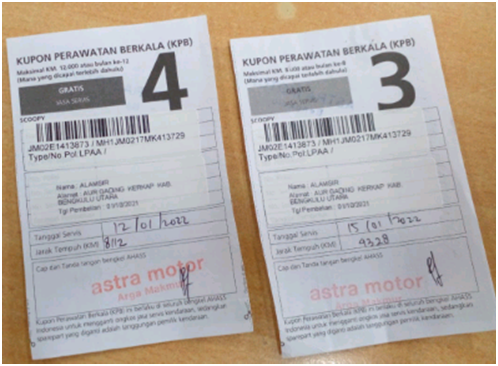 KUPON PERAWATAN BERKALA (KPB)
Maksimal KM. 12.000 atau bulan ke-12
(Mana yang dicapai terlebih dahulu)
4
GRATIS
JASA SERVIS
SCOOPY
JM02E1413873 / MH1JM0217MK413729
Type/No.Pol:LPAA /
Nama : ALAMSIR
Alamat : AUR GADING KERKAP KAB.
BENGKULU UTARA
Tgl Pembelian :
Tanggal Servis 12/01/2022
Jarak Tempuh (KM) 8112
Cap dan Tanda tangan bengkel AHASS
astra motor
Arga Makmur
Kupon Perawatan Berkala (KPB) ini berlaku di seluruh bengkel AHASS
Indonesia untuk mengganti ongkos jasa servis kendaraan, sedangkan
sparepart yang diganti adalah tanggungan pemilik kendaraan.
KUPON PERAWATAN BERKALA (KPB)
Maksimal KM. 8.000 atau bulan ke-8
(Mana yang dicapai terlebih dahulu)
3
GRATIS
JASA SERVIS
SCOOPY
JM02E1413873 / MH1JM0217MK413729
Type/No.Pol:LPAA /
Nama : ALAMSIR
Alamat : AUR GADING KERKAP KAB.
BENGKULU UTARA
Tgl Pembelian :
Tanggal Servis 15/01/2022
Jarak Tempuh (KM) 9328
Cap dan Tanda tangan bengkel AHASS
astra motor
Arga Makmur
Kupon Perawatan Berkala (KPB) ini berlaku di seluruh bengkel AHASS
Indonesia untuk mengganti ongkos jasa servis kendaraan, sedangkan
sparepart yang diganti adalah tanggungan pemilik kendaraan.